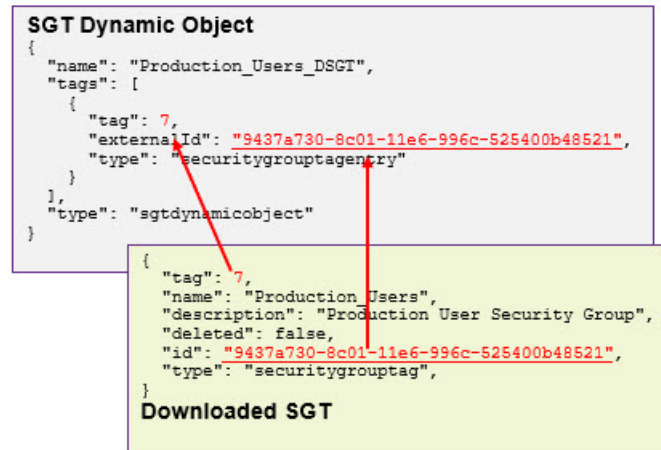 SGT Dynamic Object
{
  "name": "Production_Users_DSGT",
  "tags": [
    {
      "tag": 7,
      "externalId": "9437a730-8c01-11e6-996c-525400b48521",
      "type": "securitygrouptagentry"
    }
  ],
  "type": "sgtdynamicobject"
}
{
  "tag": 7,
  "name": "Production_Users",
  "description": "Production User Security Group",
  "deleted": false,
  "id": "9437a730-8c01-11e6-996c-525400b48521",
  "type": "securitygrouptag",
}
Downloaded SGT